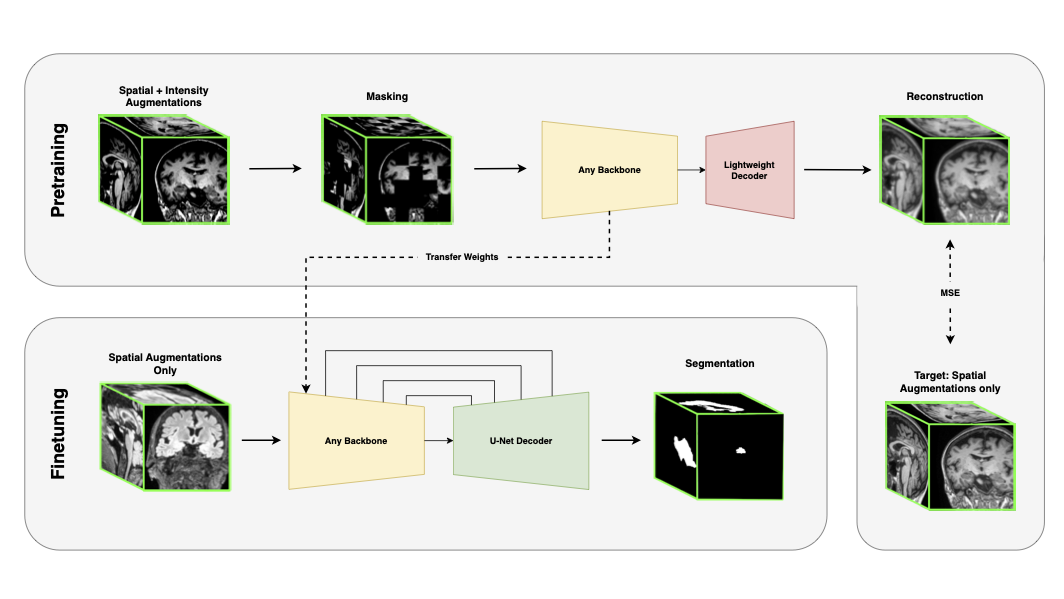 Pretraining
Spatial + Intensity
Augmentations
Masking
Any Backbone
Lightweight
Decoder
Reconstruction
Transfer Weights
MSE
Target: Spatial
Augmentations only
Finetuning
Spatial Augmentations
Only
Any Backbone
U-Net Decoder
Segmentation